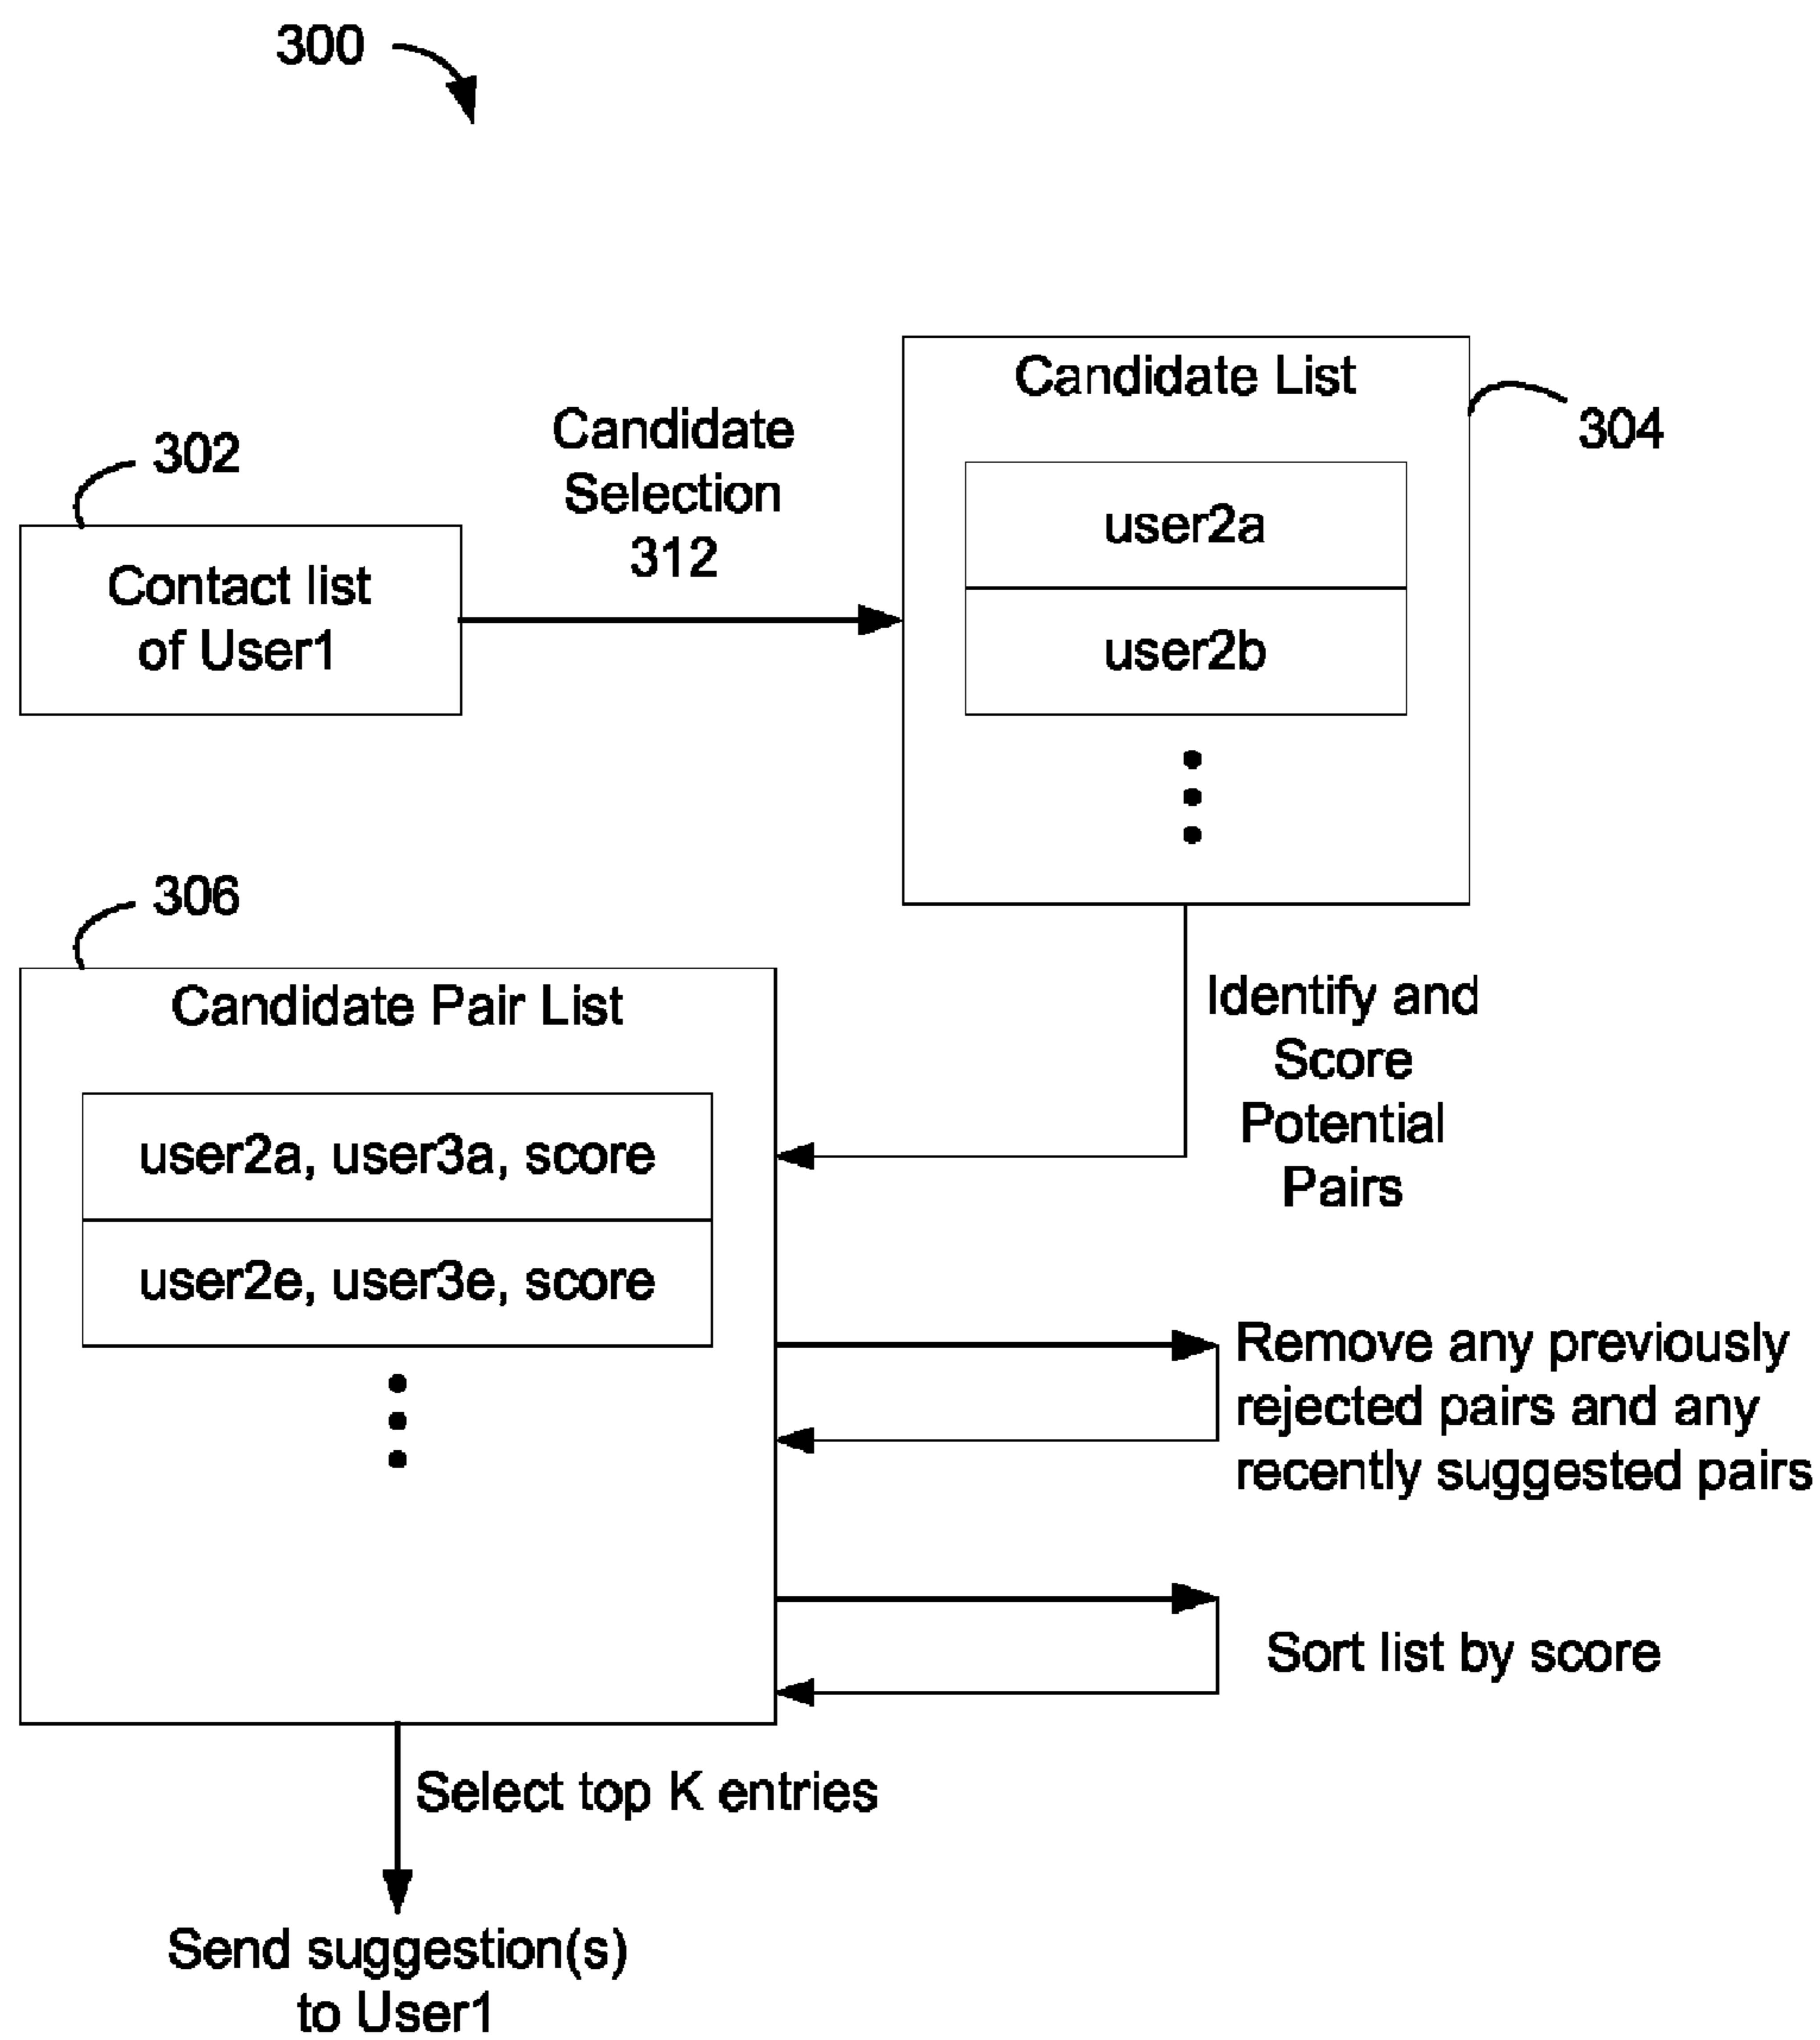 300
302
Contact list
of User1
Candidate
Selection
312
Candidate List
304
user2a
user2b
306
Candidate Pair List
user2a, user3a, score
user2e, user3e, score
Identify and
Score
Potential
Pairs
Remove any previously
rejected pairs and any
recently suggested pairs
Sort list by score
Select top K entries
Send suggestion(s)
to User1